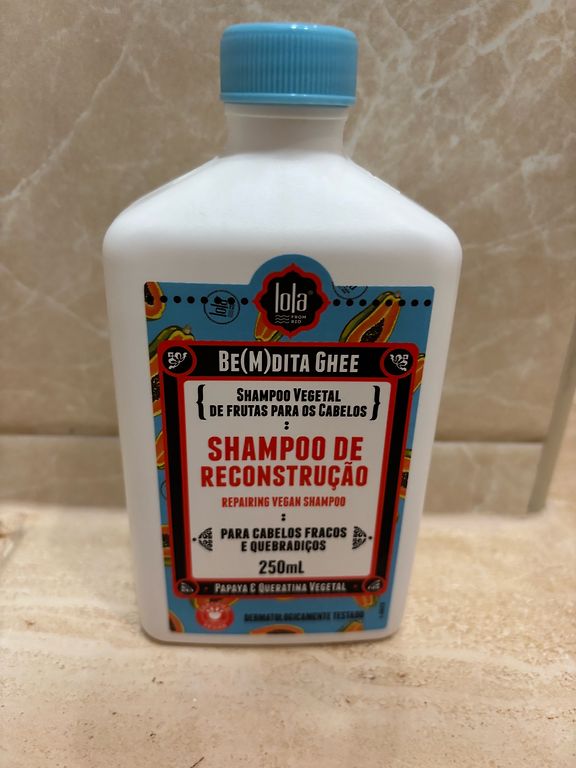 lola
FROM
RIO
BE(M)DITA GHEE
SHAMPOO VEGETAL
DE FRUTAS PARA OS CABELOS
:
SHAMPOO DE
RECONSTRUÇÃO
REPAIRING VEGAN SHAMPOO
:
PARA CABELOS FRACOS
E QUEBRADIÇOS
250mL
PAPAYA E QUERATINA VEGETAL
DERMATOLOGICAMENTE TESTADO